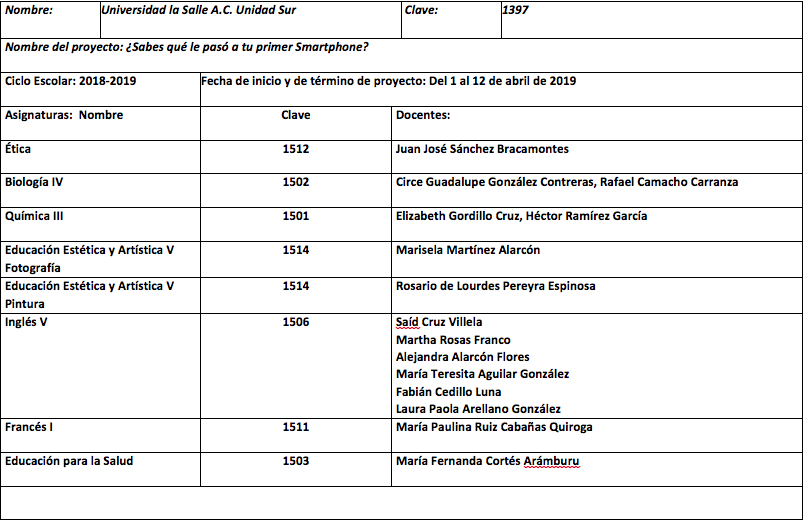 Nombre: Universidad la Salle A.C. Unidad Sur Clave: 1397
Nombre del proyecto: ¿Sabes qué le pasó a tu primer Smartphone?
Ciclo Escolar: 2018-2019 Fecha de inicio y de término de proyecto: Del 1 al 12 de abril de 2019
Asignaturas: Nombre Clave Docentes:
Ética 1512 Juan José Sánchez Bracamontes
Biología IV 1502 Circe Guadalupe González Contreras, Rafael Camacho Carranza
Química III 1501 Elizabeth Gordillo Cruz, Héctor Ramírez García
Educación Estética y Artística V 1514 Marisela Martínez Alarcón
Fotografía
Educación Estética y Artística V 1514 Rosario de Lourdes Pereyra Espinosa
Pintura
Inglés V 1506 Saíd Cruz Villela
Martha Rosas Franco
Alejandra Alarcón Flores
María Teresita Aguilar González
Fabián Cedillo Luna
Laura Paola Arellano González
Francés I 1511 María Paulina Ruiz Cabañas Quiroga
Educación para la Salud 1503 María Fernanda Cortés Arámburu